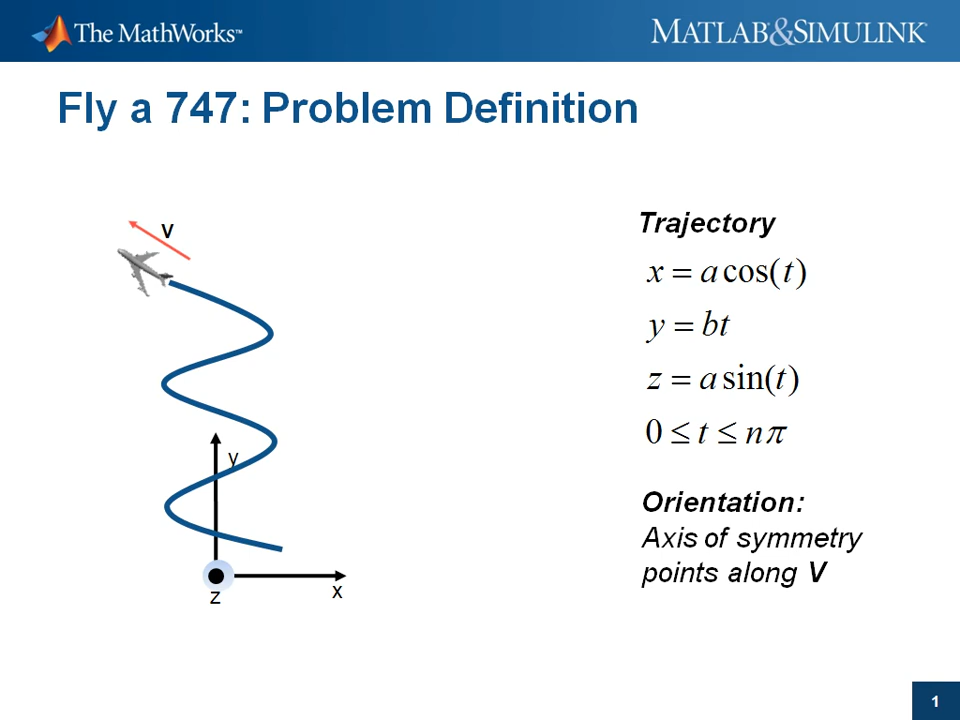 The MathWorks™
MATLAB&SIMULINK®
Fly a 747: Problem Definition
V
y
z
x
Trajectory
x = a cos(t)
y = bt
z = a sin(t)
0 ≤ t ≤ nπ
Orientation:
Axis of symmetry
points along V
1